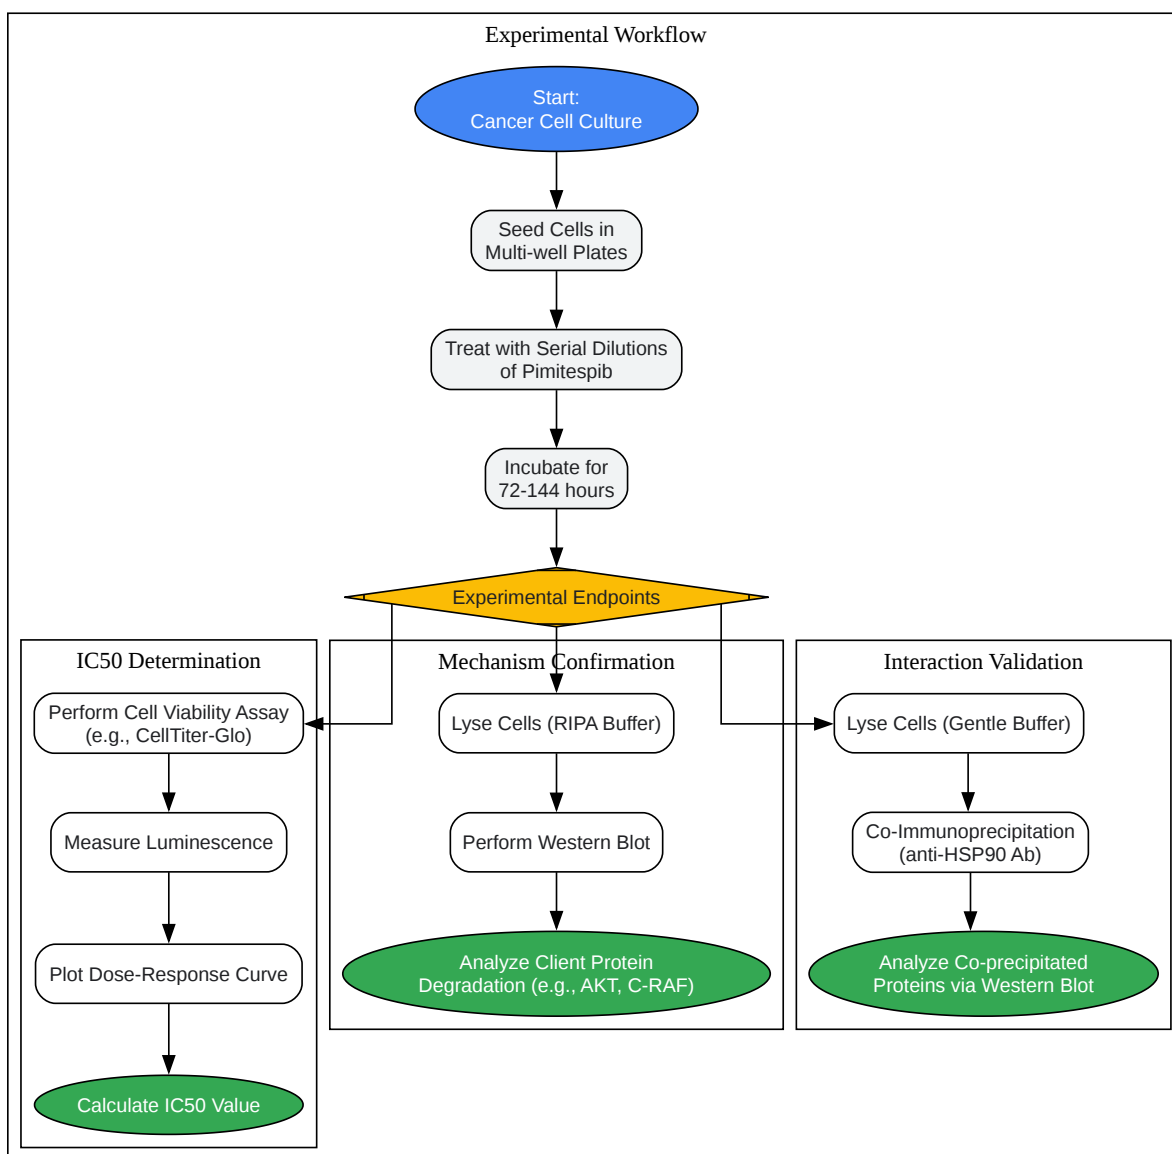 Experimental Workflow
Start:
Cancer Cell Culture
Seed Cells in
Multi-well Plates
Treat with Serial Dilutions
of Pimitespib
Incubate for
72-144 hours
Experimental Endpoints
IC50 Determination
Perform Cell Viability Assay
(e.g., CellTiter-Glo)
Measure Luminescence
Plot Dose-Response Curve
Calculate IC50 Value
Mechanism Confirmation
Lyse Cells (RIPA Buffer)
Perform Western Blot
Analyze Client Protein
Degradation (e.g., AKT, C-RAF)
Interaction Validation
Lyse Cells (Gentle Buffer)
Co-Immunoprecipitation
(anti-HSP90 Ab)
Analyze Co-precipitated
Proteins via Western Blot